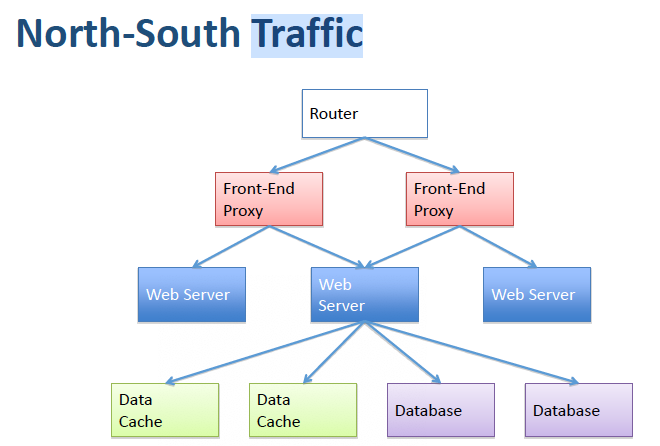 North-South Traffic
Router
Front-End
Proxy
Front-End
Proxy
Web Server
Web
Server
Web Server
Data
Cache
Data
Cache
Database
Database